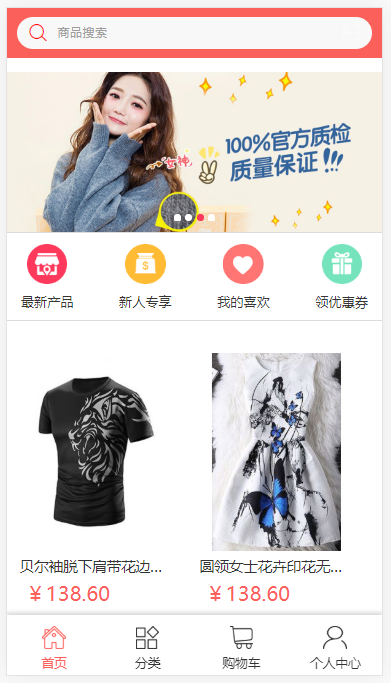 商品搜索
女神
100%官方质检
质量保证!!!
最新产品
新人专享
我的喜欢
领优惠券
贝尔袖脱下肩带花边...
圆领女士花卉印花无...
￥138.60
￥138.60
首页
分类
购物车
个人中心